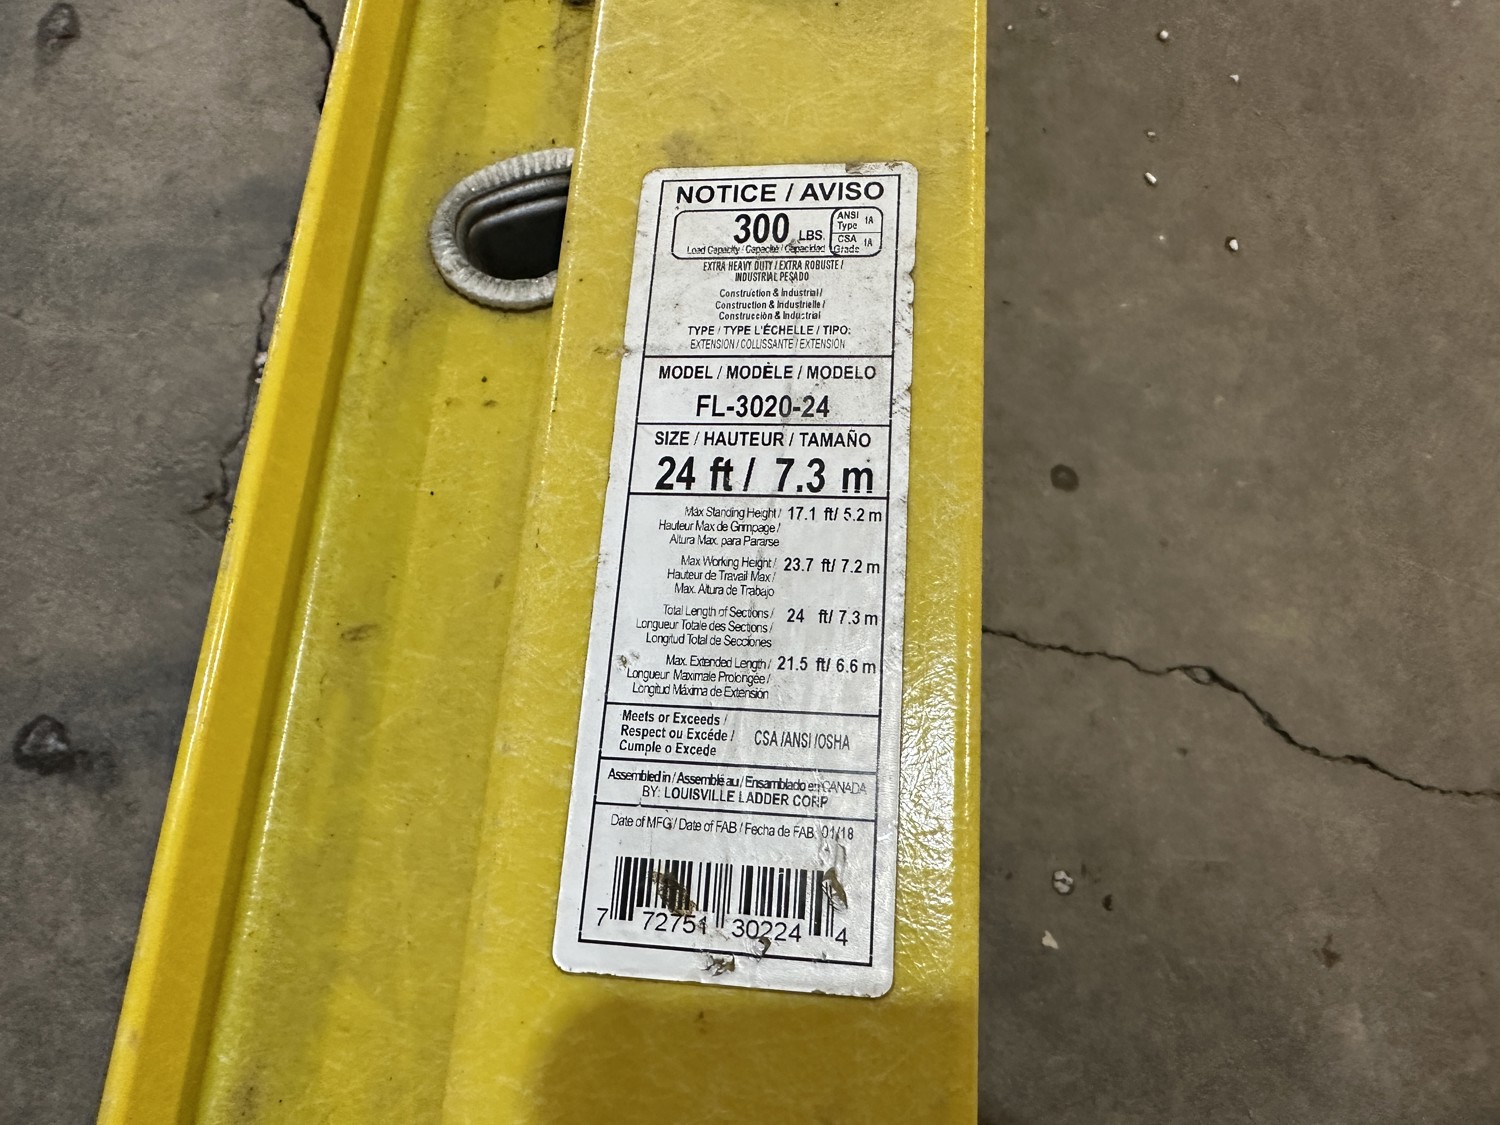 NOTICE / AVISO
300 LBS.
Load Capacity / Capacité / Capacidad
ANSI Type 1A
CSA Grade 1A
EXTRA HEAVY DUTY / EXTRA ROBUSTE /
INDUSTRIAL PESADO
Construction & Industrial /
Construction & Industrielle /
Construcción & Industrial
TYPE / TYPE L'ÉCHELLE / TIPO:
EXTENSION / COLLISSANTE / EXTENSION
MODEL / MODÈLE / MODELO
FL-3020-24
SIZE / HAUTEUR / TAMAÑO
24 ft / 7.3 m
Max Standing Height / 17.1 ft/ 5.2 m
Hauteur Max de Grimpage /
Altura Max. para Pararse
Max Working Height / 23.7 ft/ 7.2 m
Hauteur de Travail Max /
Max. Altura de Trabajo
Total Length of Sections / 24 ft/ 7.3 m
Longueur Totale des Sections /
Longitud Total de Secciones
Max. Extended Length / 21.5 ft/ 6.6 m
Longueur Maximale Prolongée /
Longitud Máxima de Extensión
Meets or Exceeds /
Respect ou Excéde / CSA /ANSI /OSHA
Cumple o Excede
Assembled in / Assemblé au / Ensamblado en CANADA
BY: LOUISVILLE LADDER CORP
Date of MFG / Date of FAB / Fecha de FAB: 01/18
7 72751 30224 4